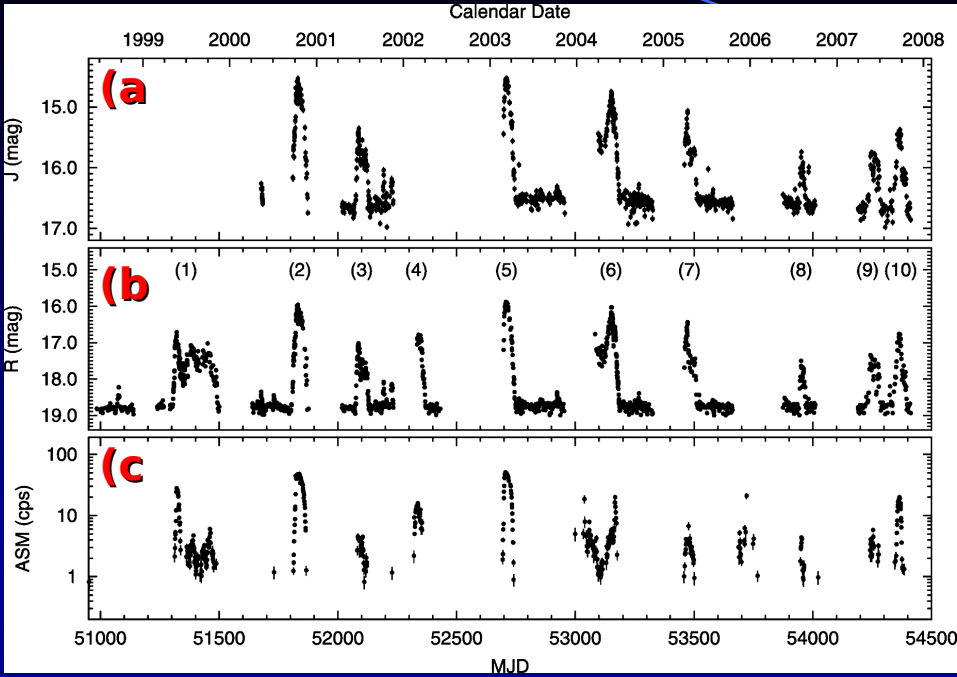 Calendar Date
1999 2000 2001 2002 2003 2004 2005 2006 2007 2008
(a
J (mag)
15.0
16.0
17.0
(b
R (mag)
(1) (2) (3) (4) (5) (6) (7) (8) (9) (10)
15.0
16.0
17.0
18.0
19.0
(c
ASM (cps)
100
10
1
51000 51500 52000 52500 53000 53500 54000 54500
MJD